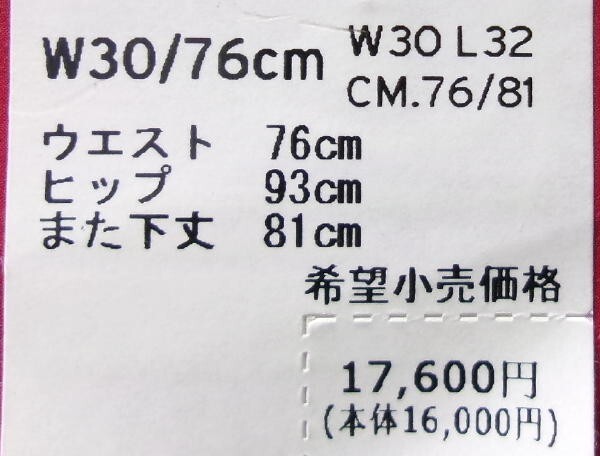 W30/76cm
W30 L32
CM.76/81
ウエスト 76cm
ヒップ 93cm
また下丈 81cm
希望小売価格
17,600円
(本体16,000円)